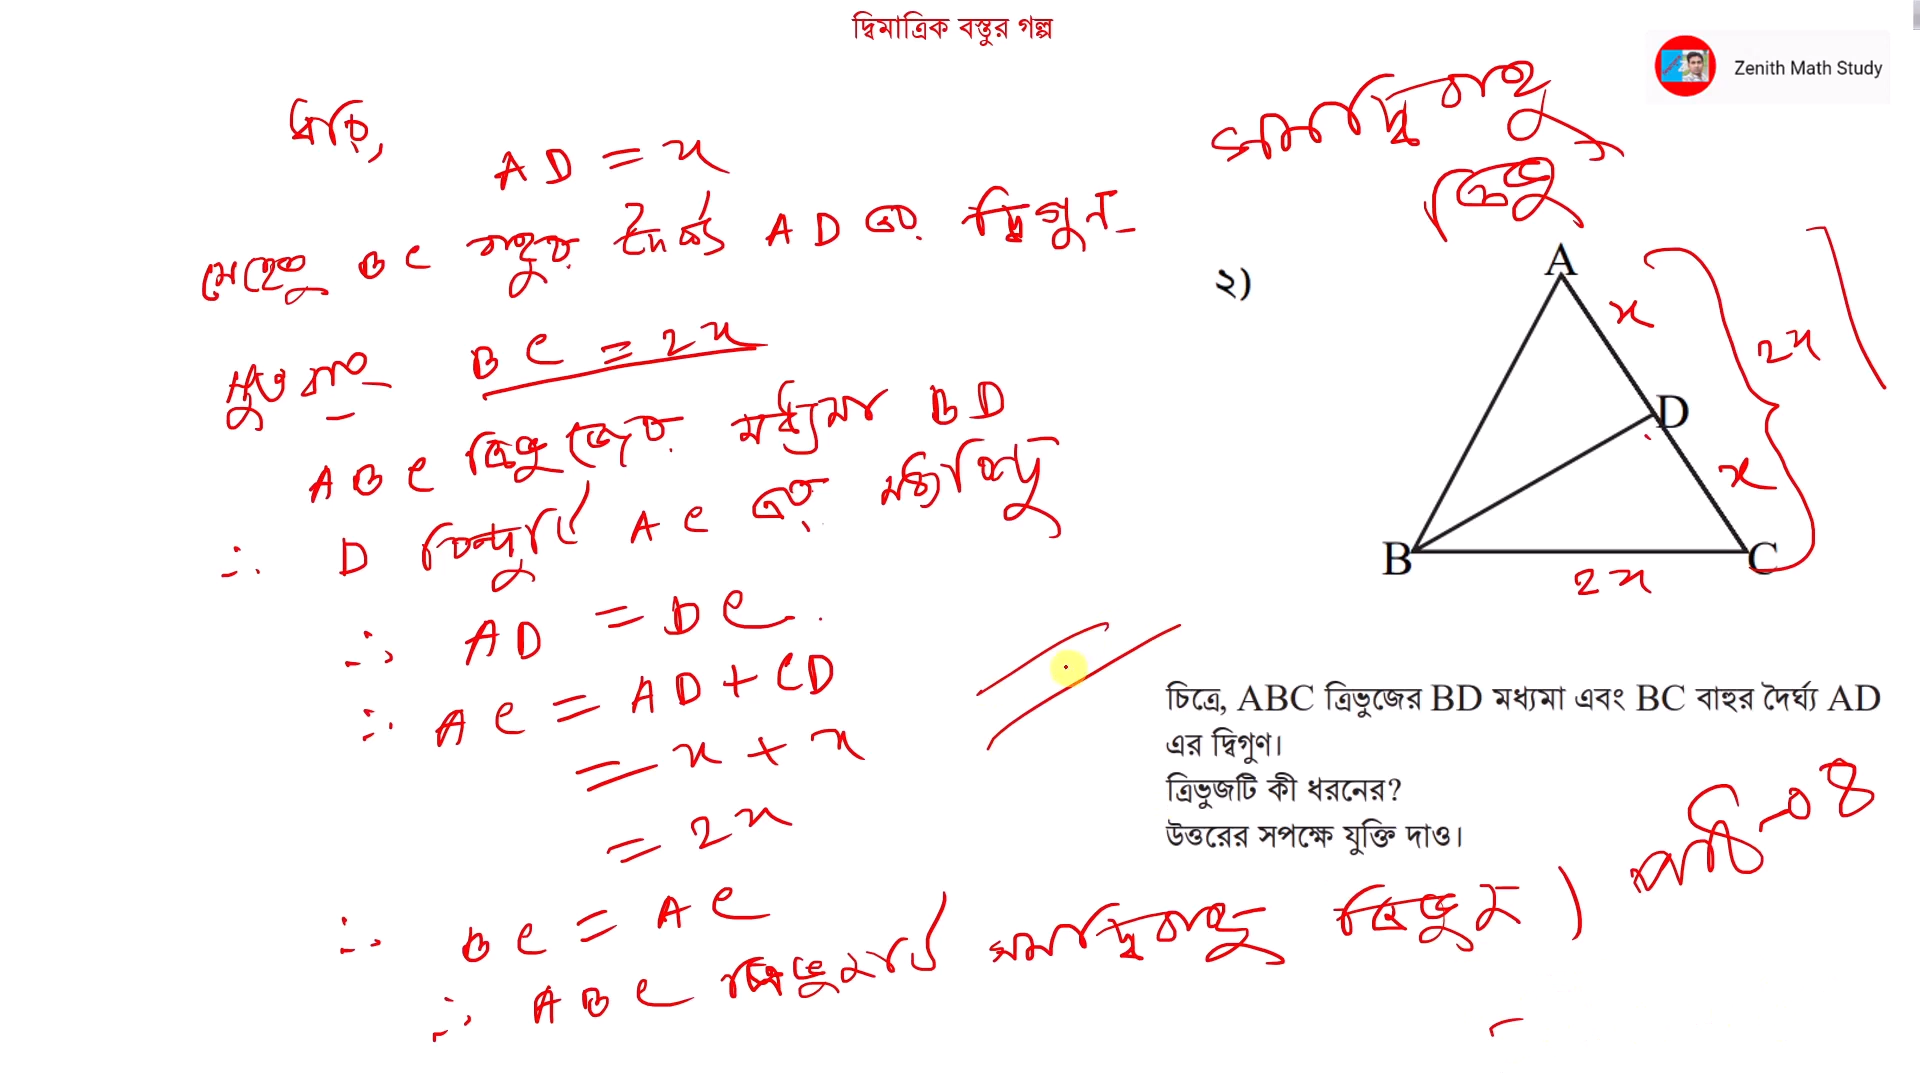 দ্বিমাত্রিক বস্তুর গল্প
Zenith Math Study
ধরি,
AD = x
যেহেতু BC বাহুর দৈর্ঘ্য AD এর দ্বিগুন
সুতরাং BC = 2x
ABC ত্রিভুজের মধ্যমা BD
∴ D বিন্দুটি AC এর মধ্যবিন্দু
∴ AD = DC.
∴ AC = AD + CD
= x + x
= 2x
∴ BC = AC
∴ ABC ত্রিভুজটি সমদ্বিবাহু ত্রিভুজ।
সমদ্বিবাহু
ত্রিভুজ
২)
A
x
2x
D
x
B
C
2x
চিত্রে, ABC ত্রিভুজের BD মধ্যমা এবং BC বাহুর দৈর্ঘ্য AD
এর দ্বিগুণ।
ত্রিভুজটি কী ধরনের?
উত্তরের সপক্ষে যুক্তি দাও।
-০৪